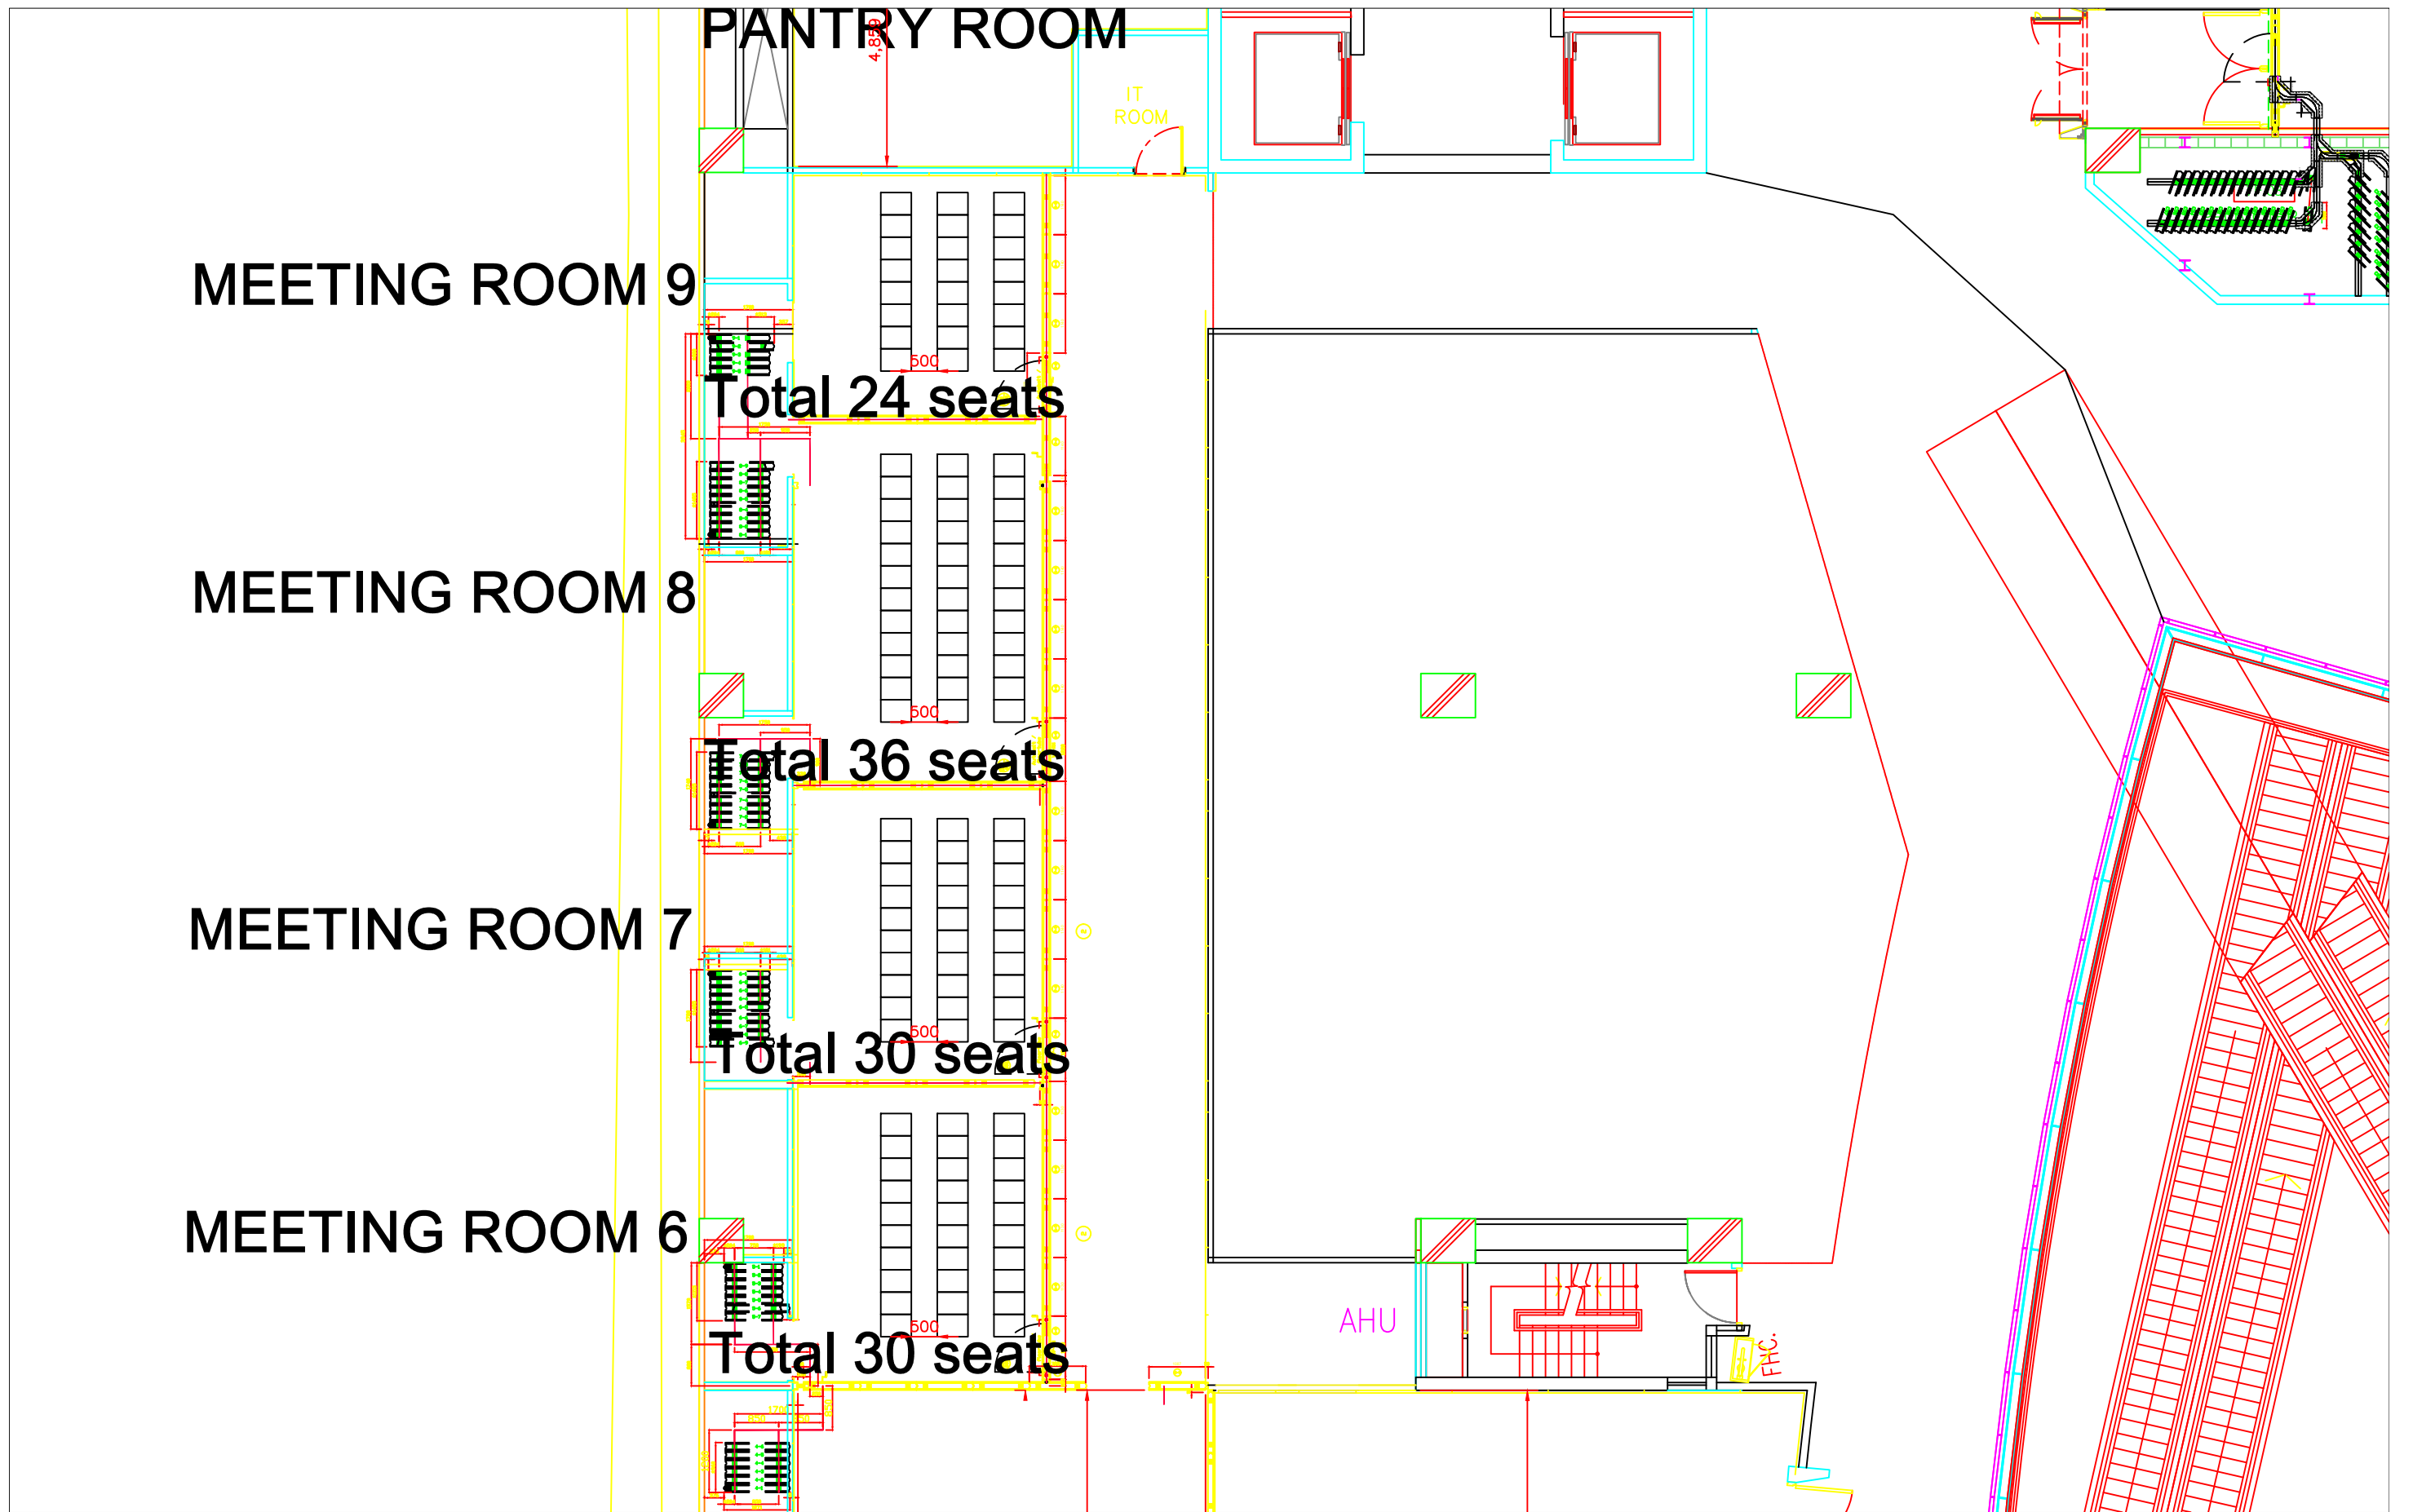 PANTRY ROOM
4,859
IT
ROOM
MEETING ROOM 9
500
Total 24 seats
MEETING ROOM 8
500
Total 36 seats
MEETING ROOM 7
500
Total 30 seats
MEETING ROOM 6
500
Total 30 seats
AHU
FHC.
850